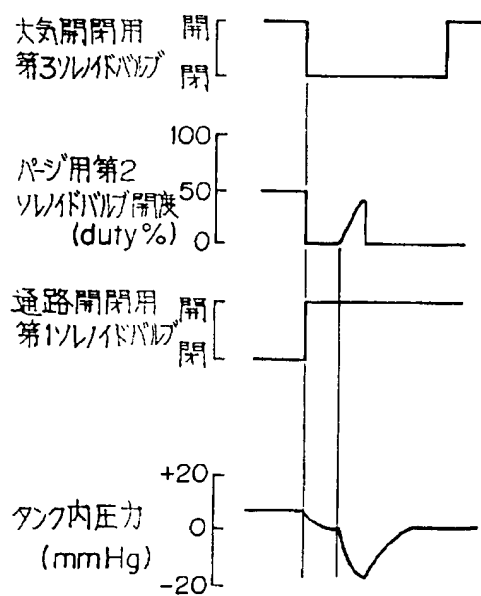 大気開閉用
第3ソレノイドバルブ
開
閉
パージ用第2
ソレノイドバルブ開度
(duty%)
100
50
0
通路開閉用
第1ソレノイドバルブ
開
閉
タンク内圧力
(mmHg)
+20
0
-20